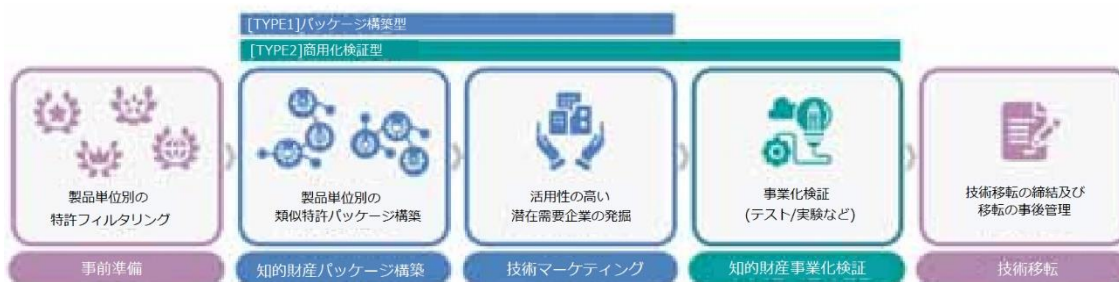 [TYPE1]パッケージ構築型
[TYPE2]商用化検証型
製品単位別の
特許フィルタリング
事前準備
製品単位別の
類似特許パッケージ構築
知的財産パッケージ構築
活用性の高い
潜在需要企業の発掘
技術マーケティング
事業化検証
(テスト/実験など)
知的財産事業化検証
技術移転の締結及び
移転の事後管理
技術移転